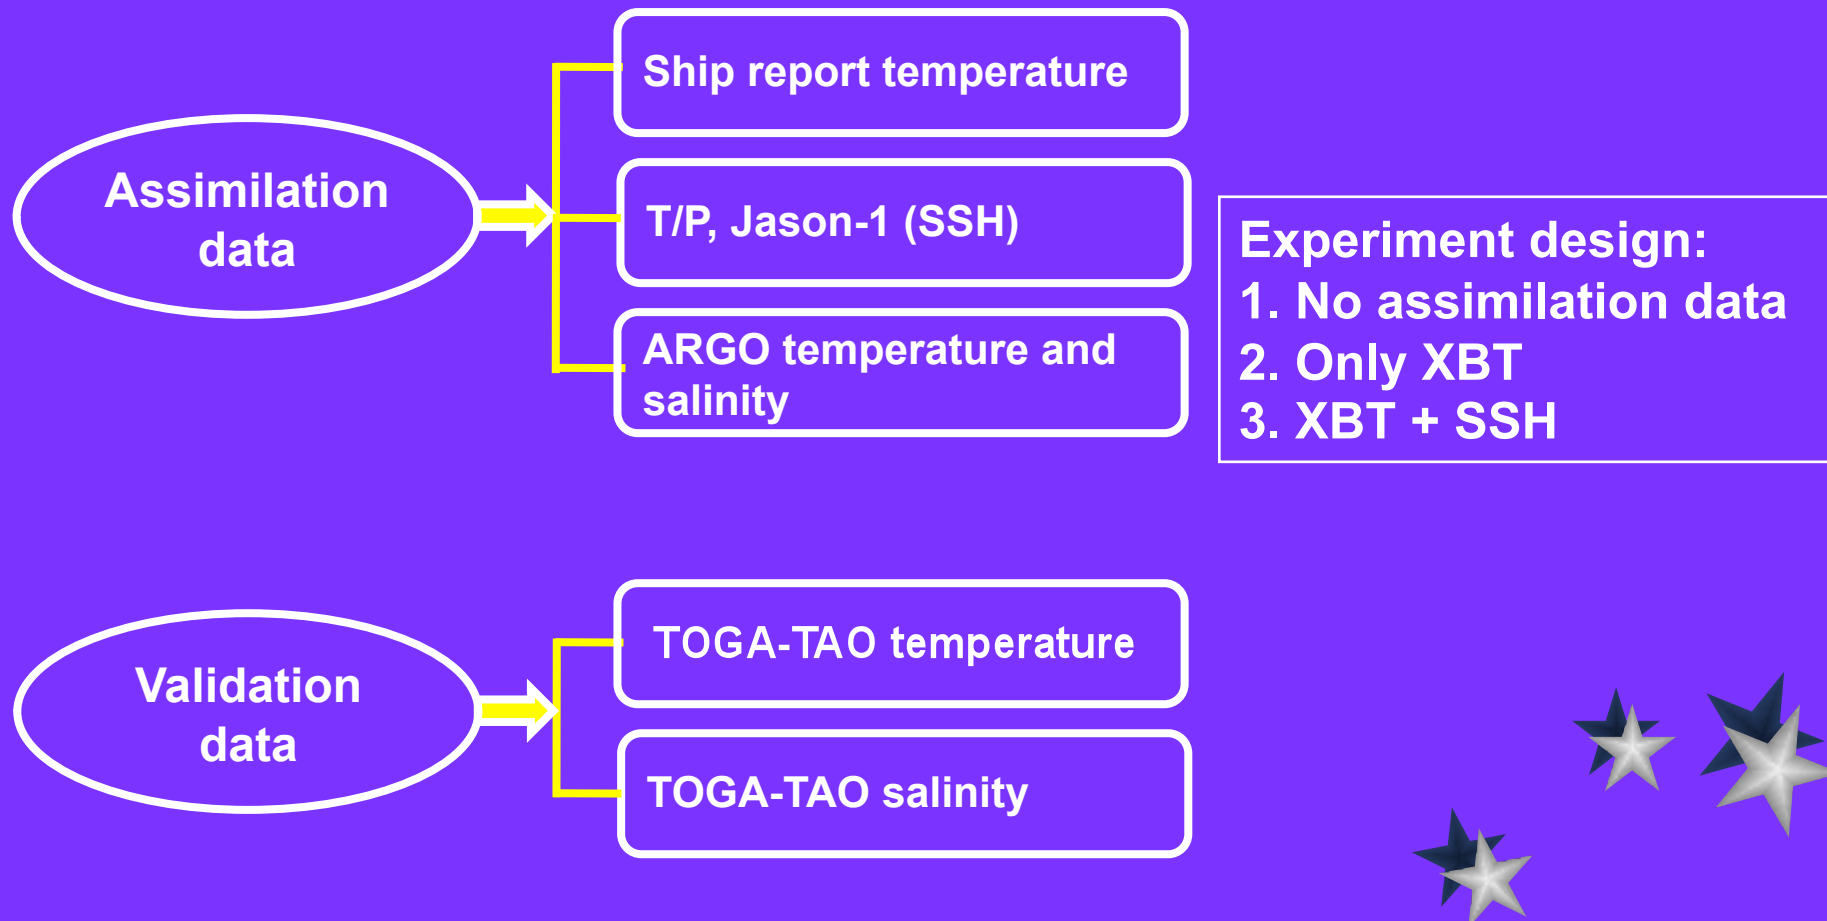 Ship report temperature
Assimilation
data
T/P, Jason-1 (SSH)
ARGO temperature and
salinity
Experiment design:
1. No assimilation data
2. Only XBT
3. XBT + SSH
Validation
data
TOGA-TAO temperature
TOGA-TAO salinity